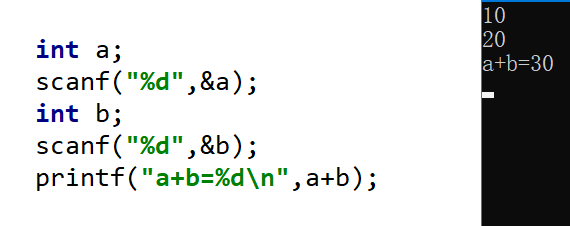 int a;
scanf("%d",&a);
int b;
scanf("%d",&b);
printf("a+b=%d\n",a+b);
10
20
a+b=30